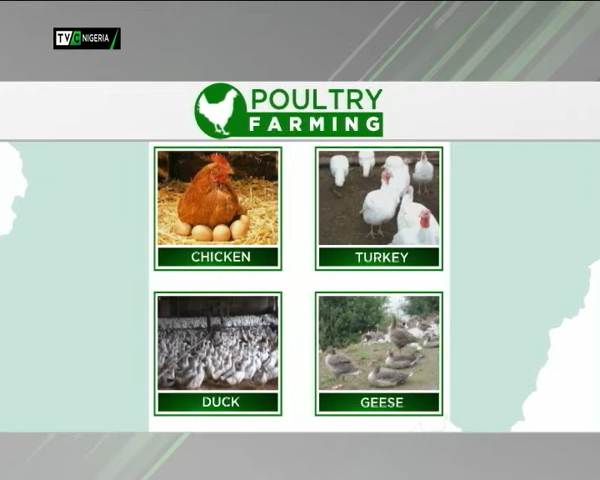 TVC NIGERIA
POULTRY
FARMING
CHICKEN
TURKEY
DUCK
GEESE